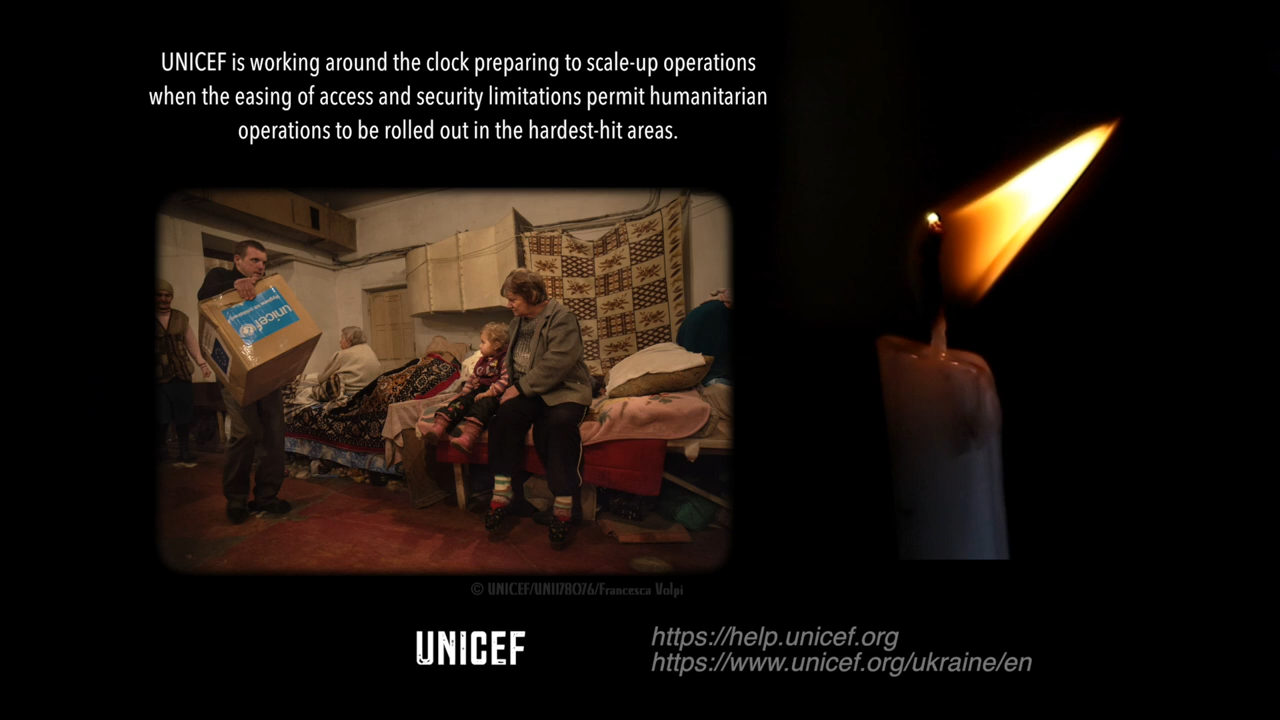 UNICEF is working around the clock preparing to scale-up operations
when the easing of access and security limitations permit humanitarian
operations to be rolled out in the hardest-hit areas.
unicef
© UNICEF/UNI178076/Francesca Volpi
UNICEF
https://help.unicef.org
https://www.unicef.org/ukraine/en